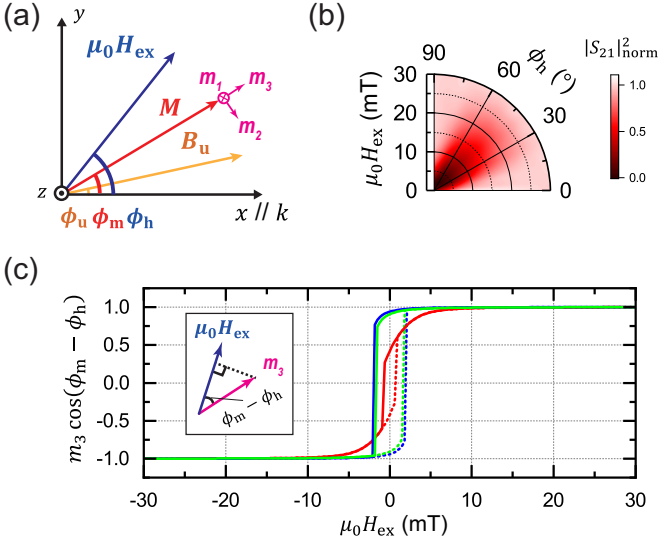 (a)
y
μ₀Hₑₓ
m₁
m₃
M
m₂
Bᵤ
z
ϕᵤ ϕₘ ϕₕ
x // k
(b)
90
60
ϕₕ (°)
30
0
30
20
10
0
μ₀Hₑₓ (mT)
|S₂₁|²norm
1.0
0.5
0.0
(c)
1.0
0.5
0.0
-0.5
-1.0
m₃ cos(ϕₘ − ϕₕ)
μ₀Hₑₓ
m₃
ϕₘ − ϕₕ
-30 -20 -10 0 10 20 30
μ₀Hₑₓ (mT)